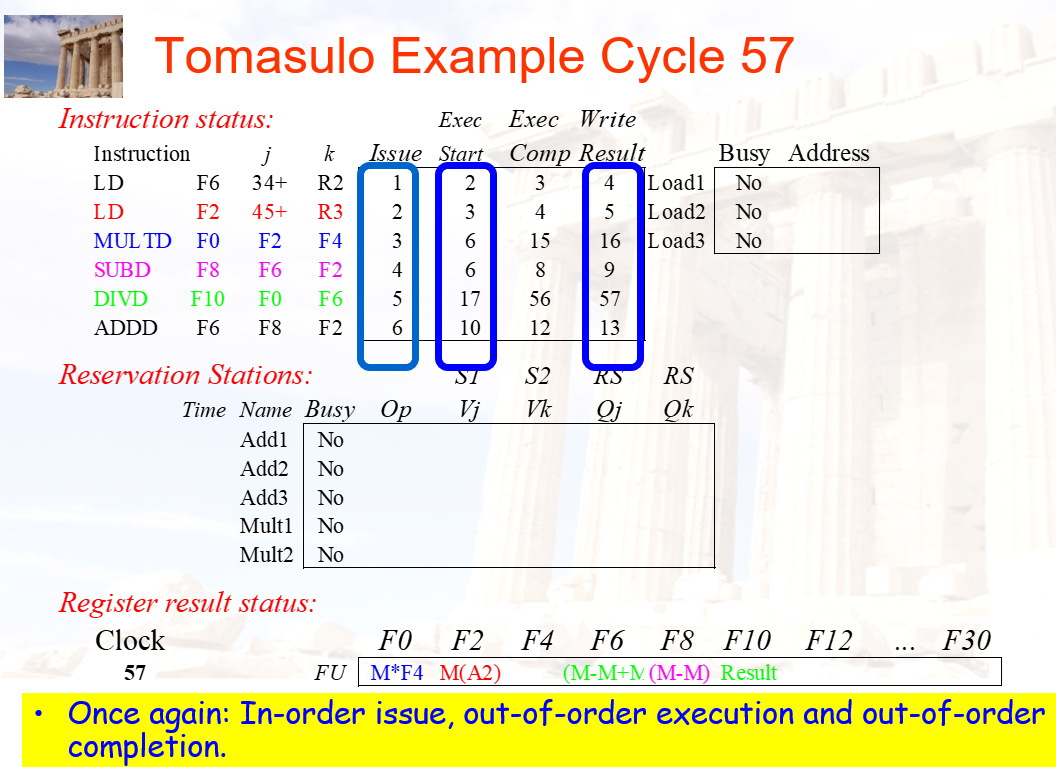 Tomasulo Example Cycle 57
Instruction status: Exec Exec Write
Instruction j k Issue Start Comp Result Busy Address
LD F6 34+ R2 1 2 3 4 Load1 No
LD F2 45+ R3 2 3 4 5 Load2 No
MULTD F0 F2 F4 3 6 15 16 Load3 No
SUBD F8 F6 F2 4 6 8 9
DIVD F10 F0 F6 5 17 56 57
ADDD F6 F8 F2 6 10 12 13
Reservation Stations: S1 S2 RS RS
Time Name Busy Op Vj Vk Qj Qk
Add1 No
Add2 No
Add3 No
Mult1 No
Mult2 No
Register result status:
Clock F0 F2 F4 F6 F8 F10 F12 ... F30
57 FU M*F4 M(A2) (M-M+M (M-M) Result
• Once again: In-order issue, out-of-order execution and out-of-order
completion.